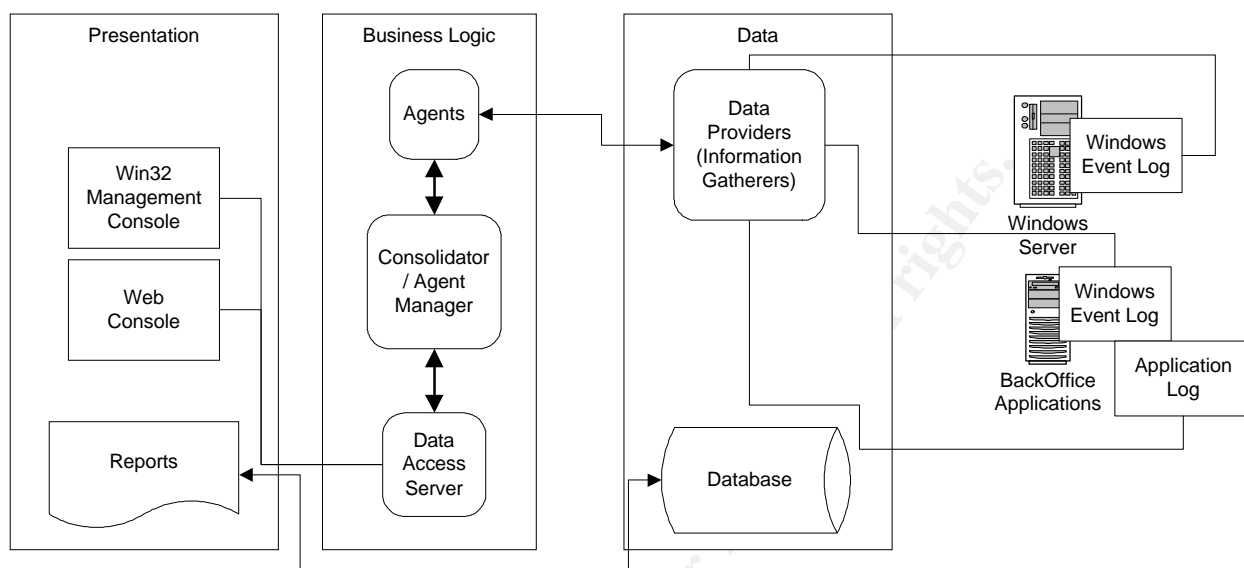 Presentation
Business Logic
Data
Agents
Data
Providers
(Information
Gatherers)
Windows
Event Log
Win32
Management
Console
Windows
Server
Consolidator
/ Agent
Manager
Web
Console
Windows
Event Log
BackOffice
Applications
Application
Log
Reports
Data
Access
Server
Database
rights.